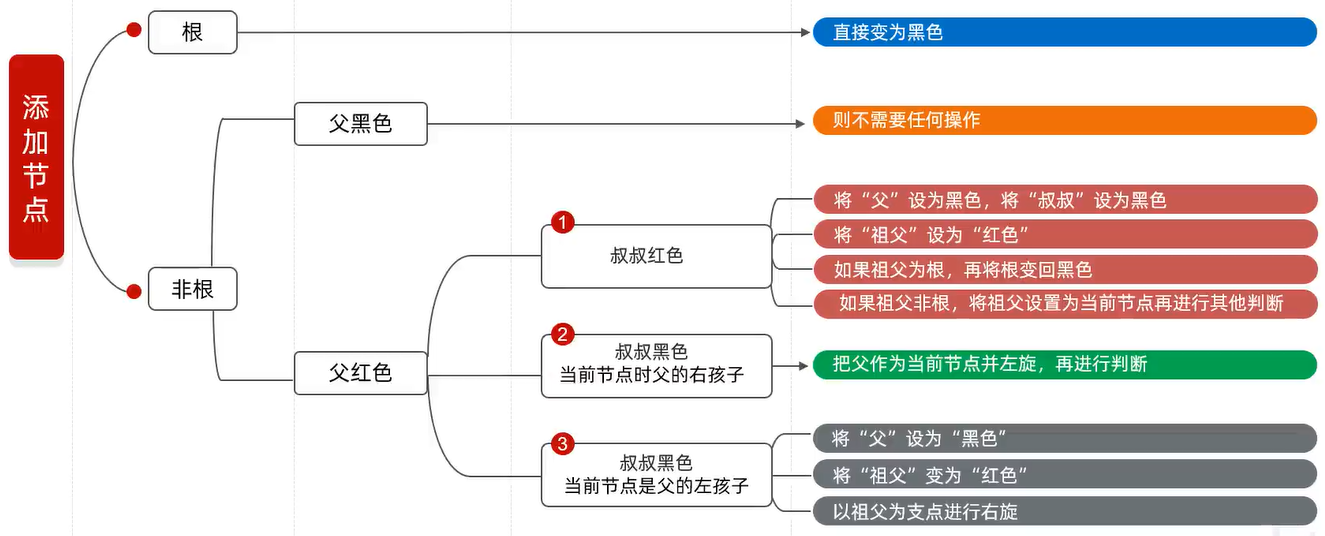 添加节点
根
直接变为黑色
非根
父黑色
则不需要任何操作
父红色
1
叔叔红色
将“父”设为黑色，将“叔叔”设为黑色
将“祖父”设为“红色”
如果祖父为根，再将根变回黑色
如果祖父非根，将祖父设置为当前节点再进行其他判断
2
叔叔黑色
当前节点时父的右孩子
把父作为当前节点并左旋，再进行判断
3
叔叔黑色
当前节点是父的左孩子
将“父”设为“黑色”
将“祖父”变为“红色”
以祖父为支点进行右旋